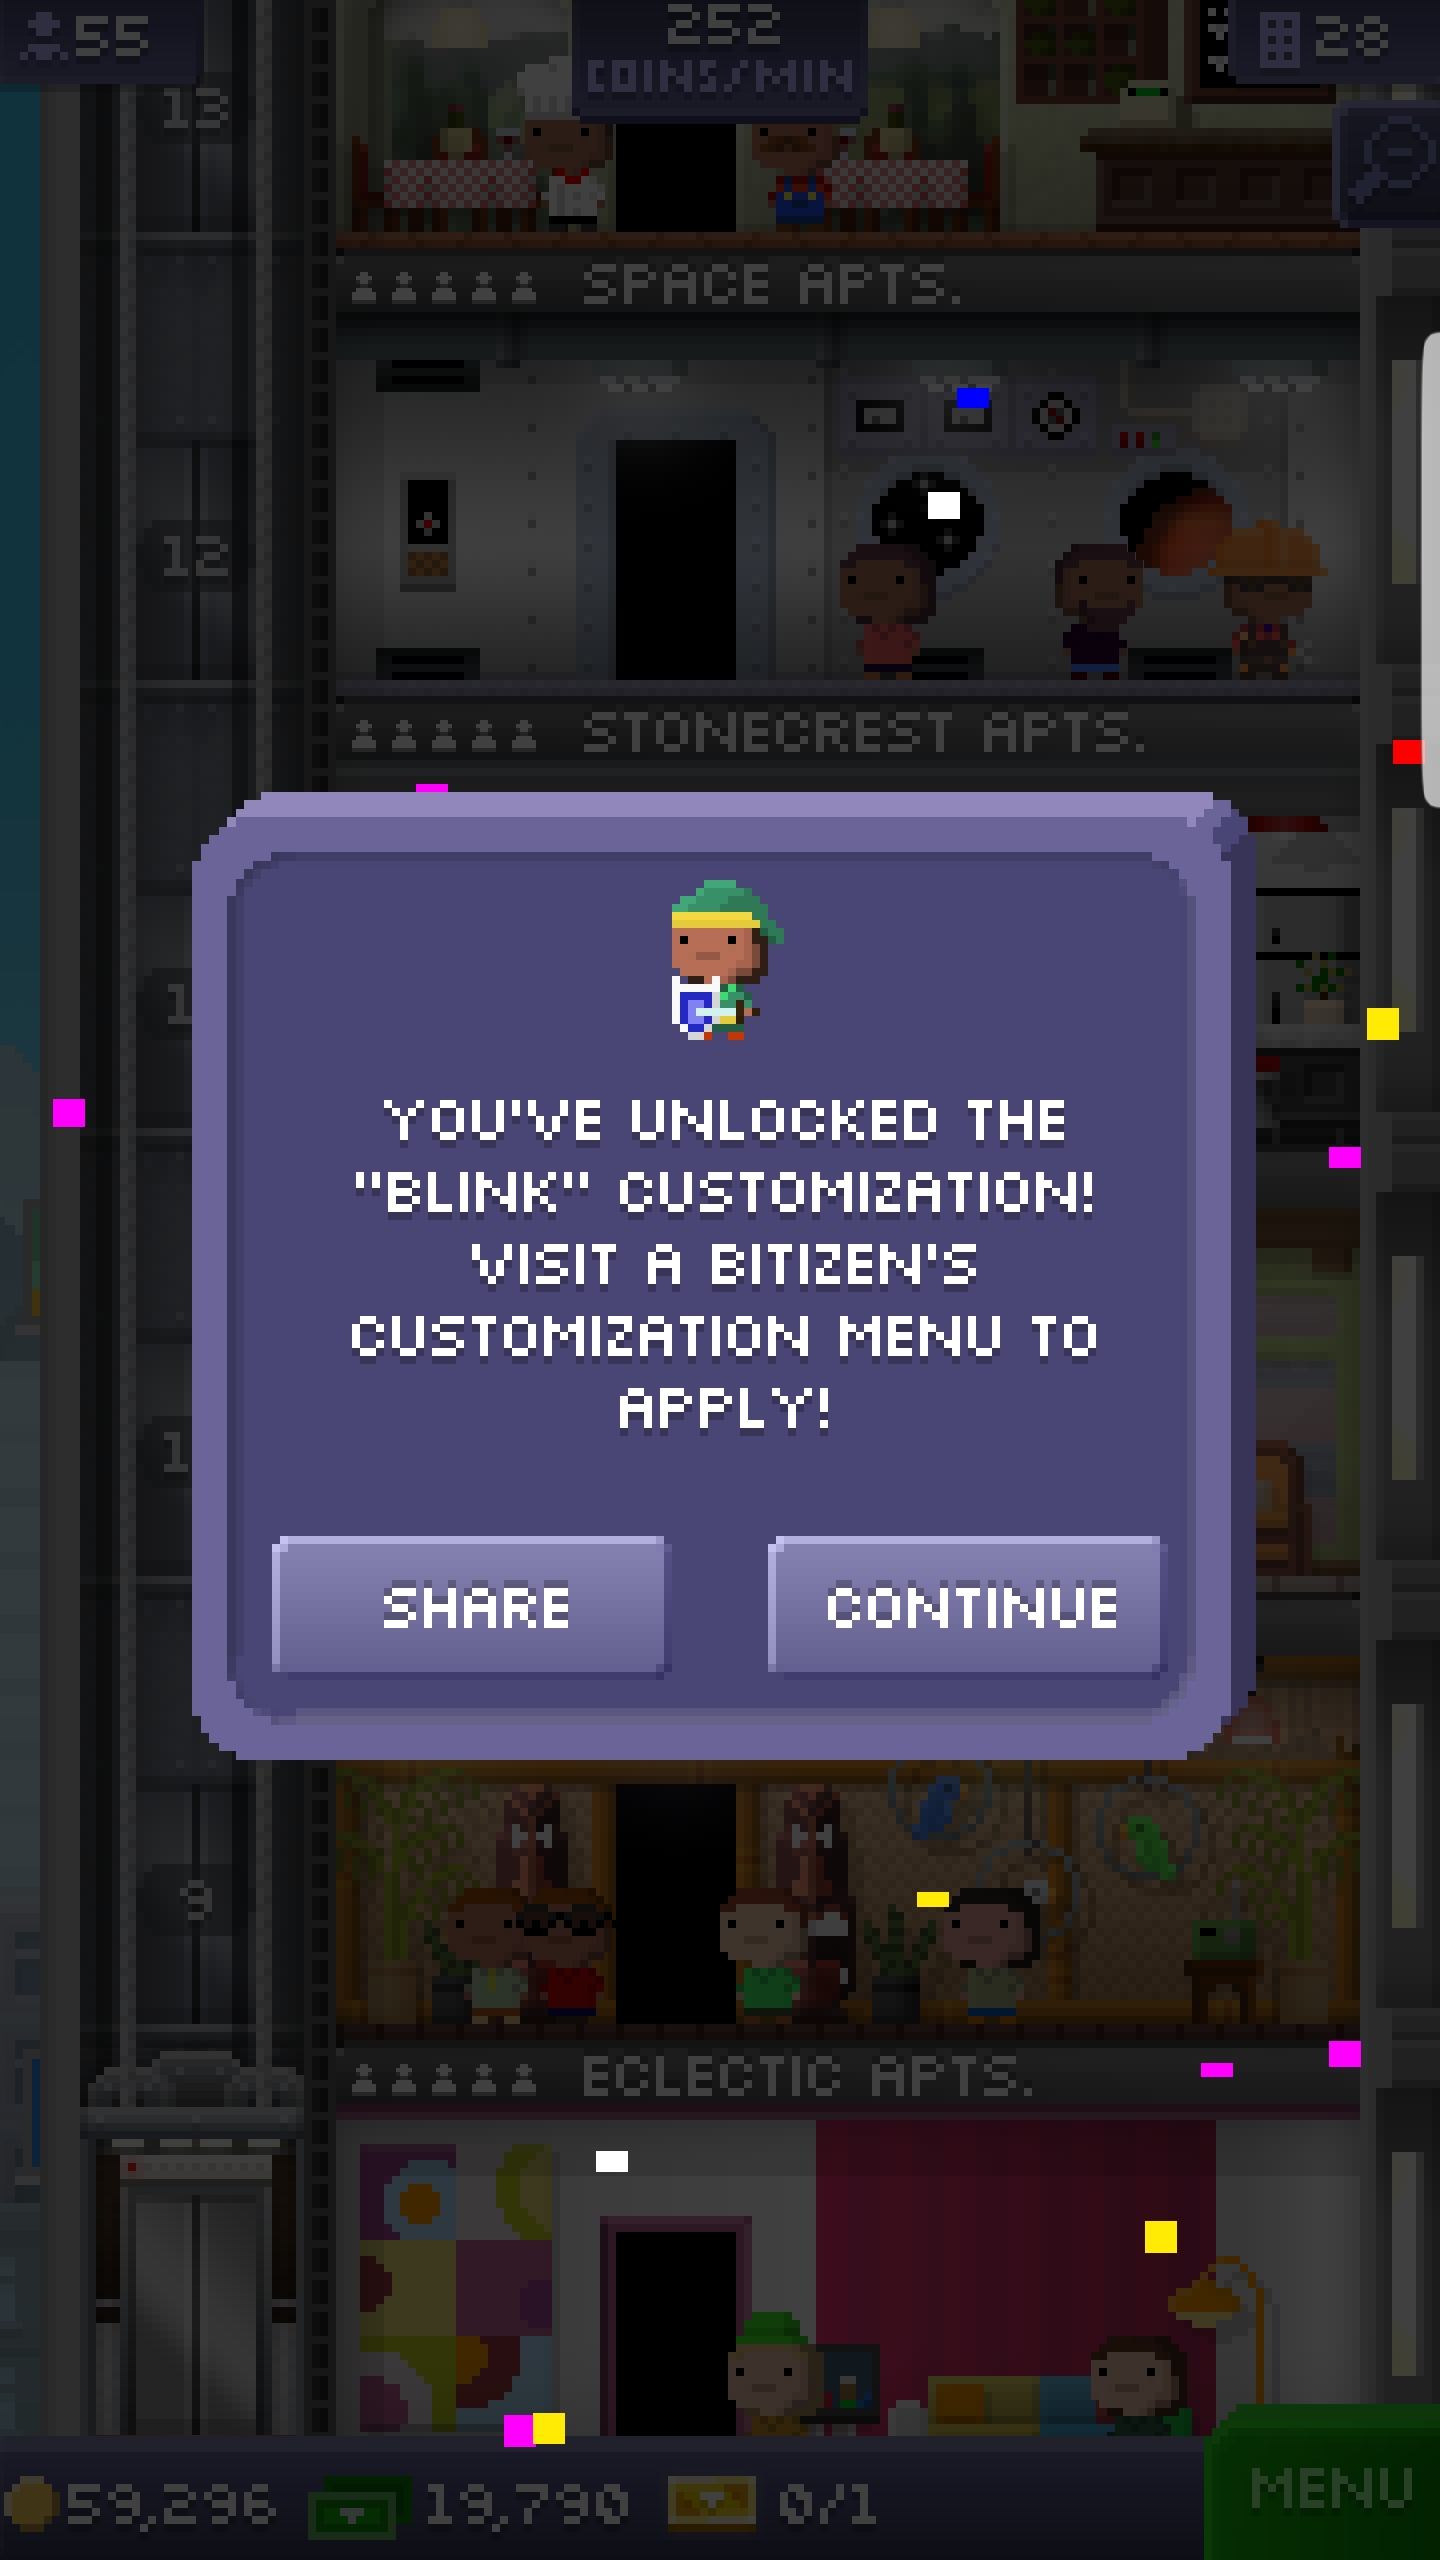 55
252
COINS/MIN
28
13
SPACE APTS.
12
STONECREST APTS.
YOU'VE UNLOCKED THE
"BLINK" CUSTOMIZATION!
VISIT A BITIZEN'S
CUSTOMIZATION MENU TO
APPLY!
SHARE
CONTINUE
9
ECLECTIC APTS.
59,296
19,790
0/1
MENU